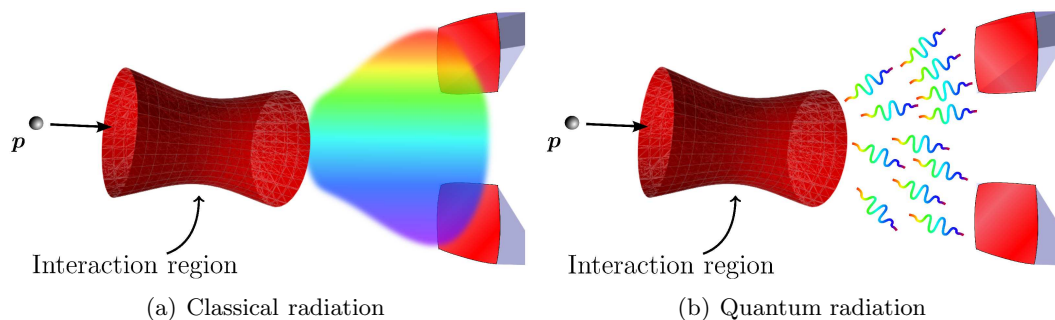 p
Interaction region
(a) Classical radiation
p
Interaction region
(b) Quantum radiation